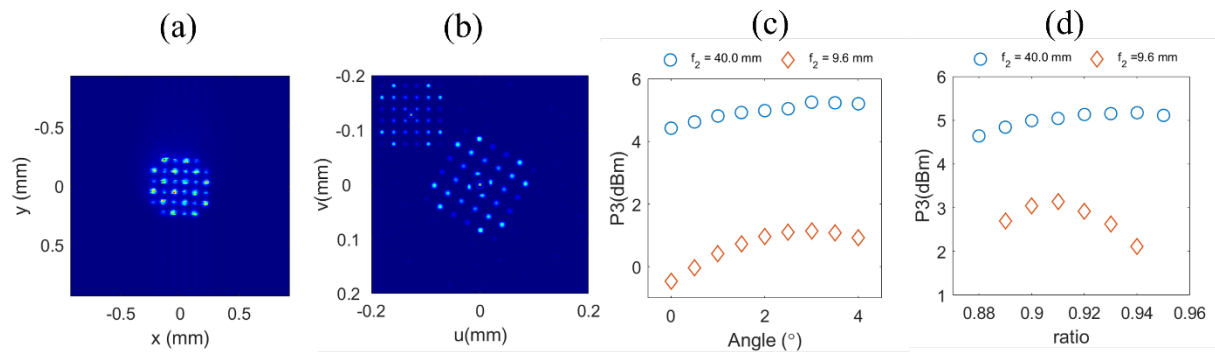 (a)
(b)
(c)
(d)
-0.5
0
0.5
y (mm)
-0.5
0
0.5
x (mm)
-0.2
-0.1
0
0.1
0.2
v(mm)
-0.2
0
0.2
u(mm)
f2 = 40.0 mm
f2 = 9.6 mm
6
4
2
0
P3(dBm)
0
2
4
Angle (°)
f2 = 40.0 mm
f2 =9.6 mm
6
5
4
3
2
1
P3(dBm)
0.88
0.9
0.92
0.94
0.96
ratio